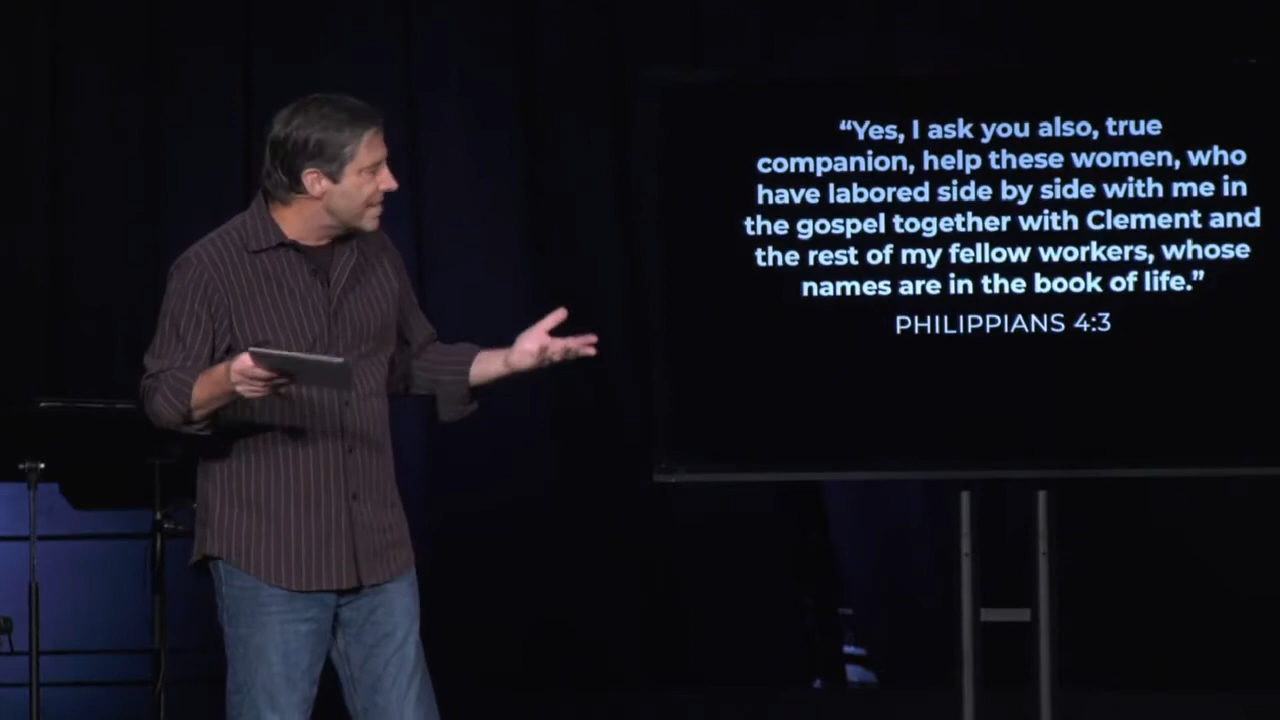 “Yes, I ask you also, true
companion, help these women, who
have labored side by side with me in
the gospel together with Clement and
the rest of my fellow workers, whose
names are in the book of life.”
PHILIPPIANS 4:3